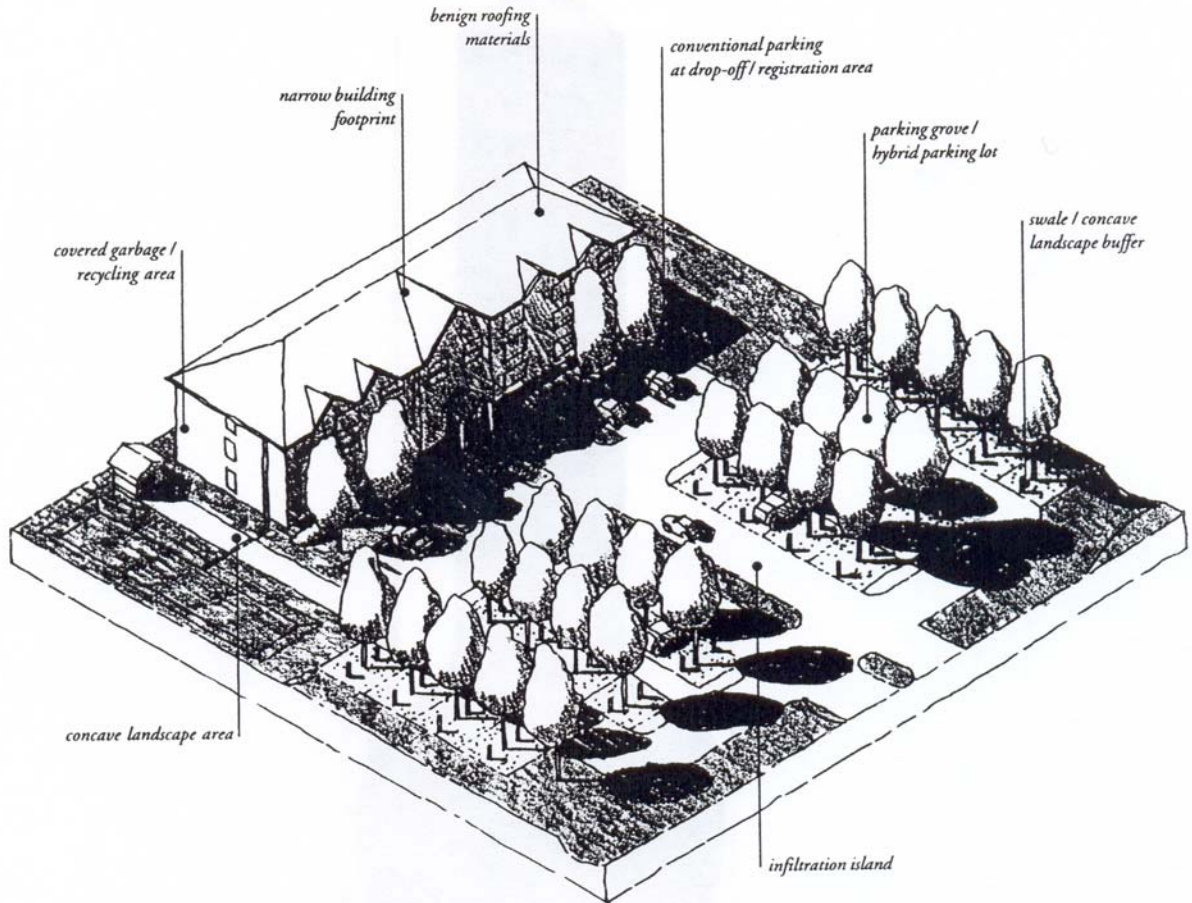 benign roofing
materials
conventional parking
at drop-off / registration area
narrow building
footprint
parking grove /
hybrid parking lot
swale / concave
landscape buffer
covered garbage /
recycling area
concave landscape area
infiltration island